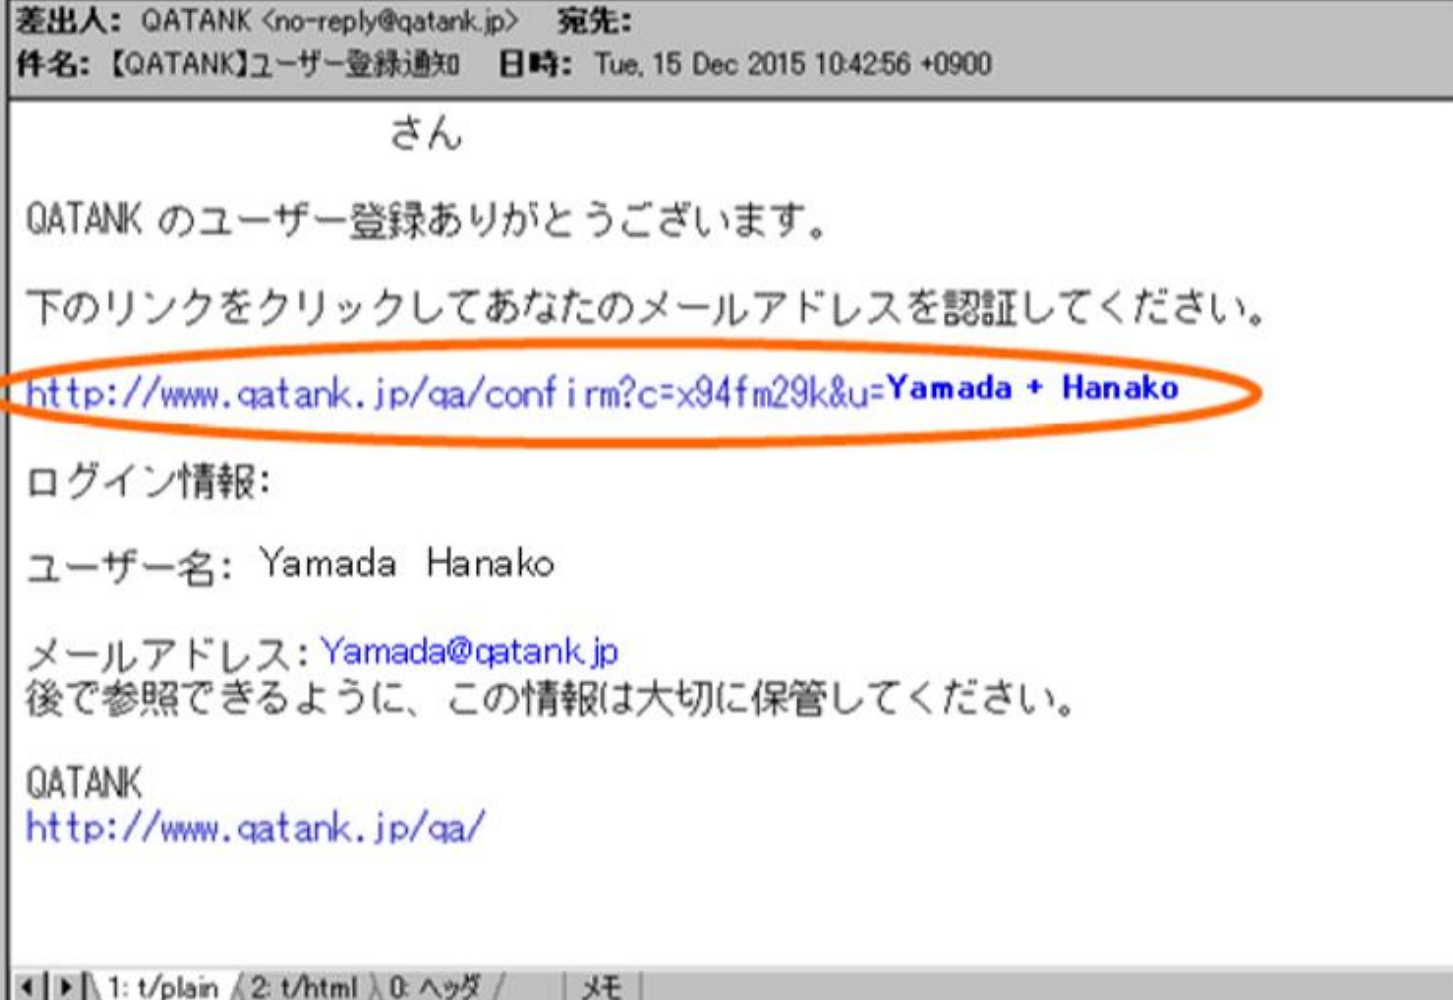 差出人: QATANK <no-reply@qatank.jp> 宛先:
件名:【QATANK】ユーザー登録通知 日時: Tue, 15 Dec 2015 10:42:56 +0900
さん
QATANK のユーザー登録ありがとうございます。
下のリンクをクリックしてあなたのメールアドレスを認証してください。
http://www.qatank.jp/qa/confirm?c=x94fm29k&u=Yamada + Hanako
ログイン情報:
ユーザー名: Yamada Hanako
メールアドレス: Yamada@qatank.jp
後で参照できるように、この情報は大切に保管してください。
QATANK
http://www.qatank.jp/qa/
1: t/plain 2: t/html 0: ヘッダ メモ